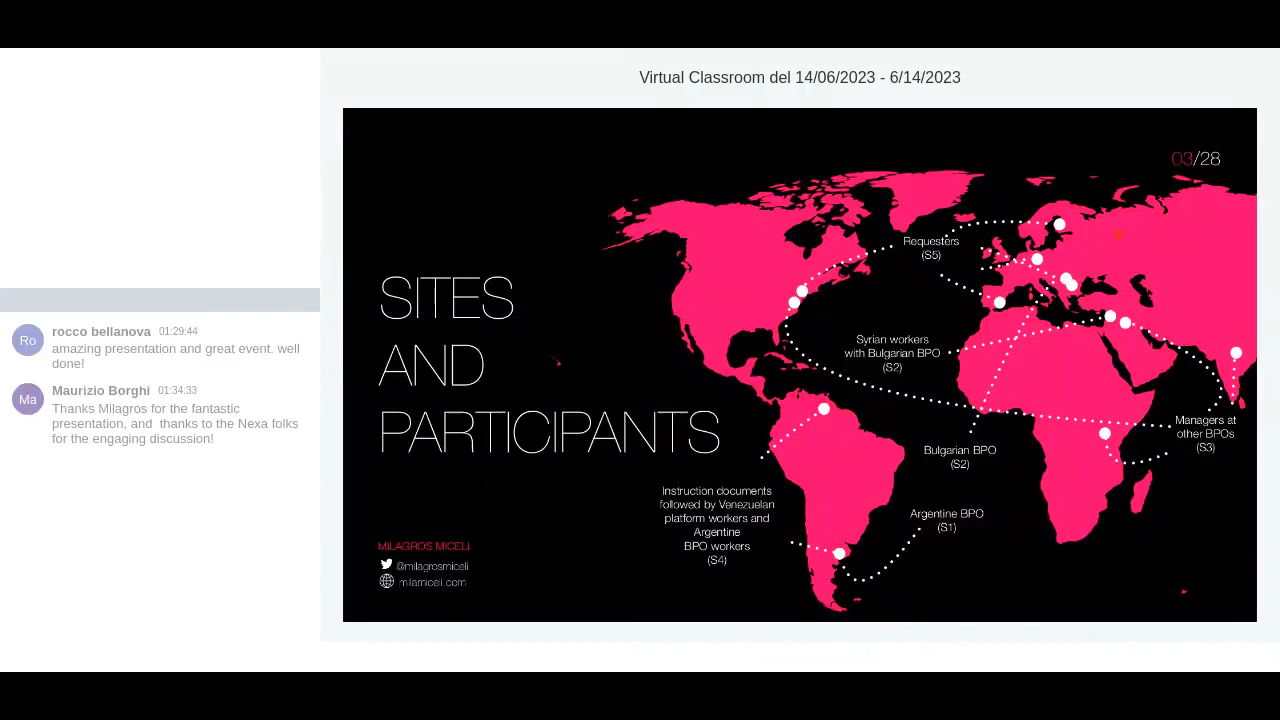 Virtual Classroom del 14/06/2023 - 6/14/2023
Ro
rocco bellanova 01:29:44
amazing presentation and great event. well
done!
Ma
Maurizio Borghi 01:34:33
Thanks Milagros for the fantastic
presentation, and  thanks to the Nexa folks
for the engaging discussion!
03/28
SITES
AND
PARTICIPANTS
Requesters
(S5)
Syrian workers
with Bulgarian BPO
(S2)
Managers at
other BPOs
(S3)
Bulgarian BPO
(S2)
Instruction documents
followed by Venezuelan
platform workers and
Argentine
BPO workers
(S4)
Argentine BPO
(S1)
MILAGROS MICELI
@milagrosmiceli
milamiceli.com